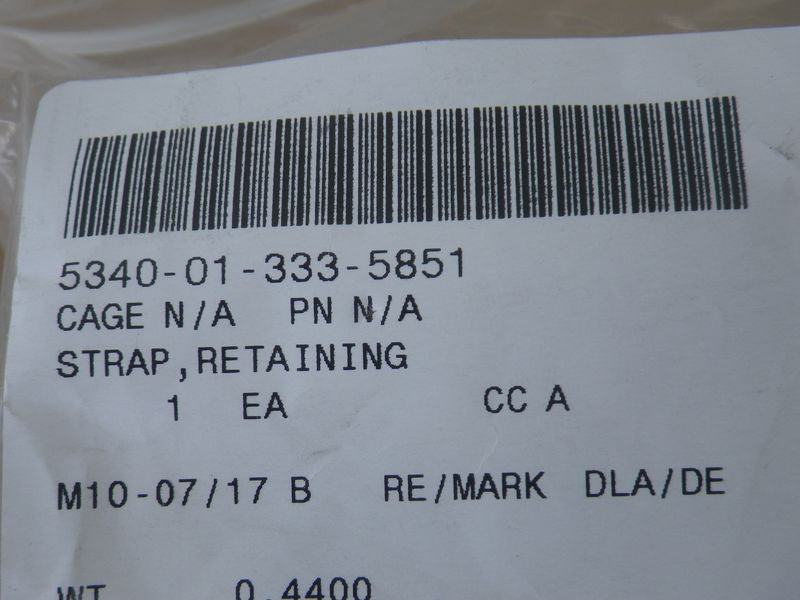 5340-01-333-5851
CAGE N/A PN N/A
STRAP,RETAINING
1 EA CC A
M10-07/17 B RE/MARK DLA/DE
WT 0.4400